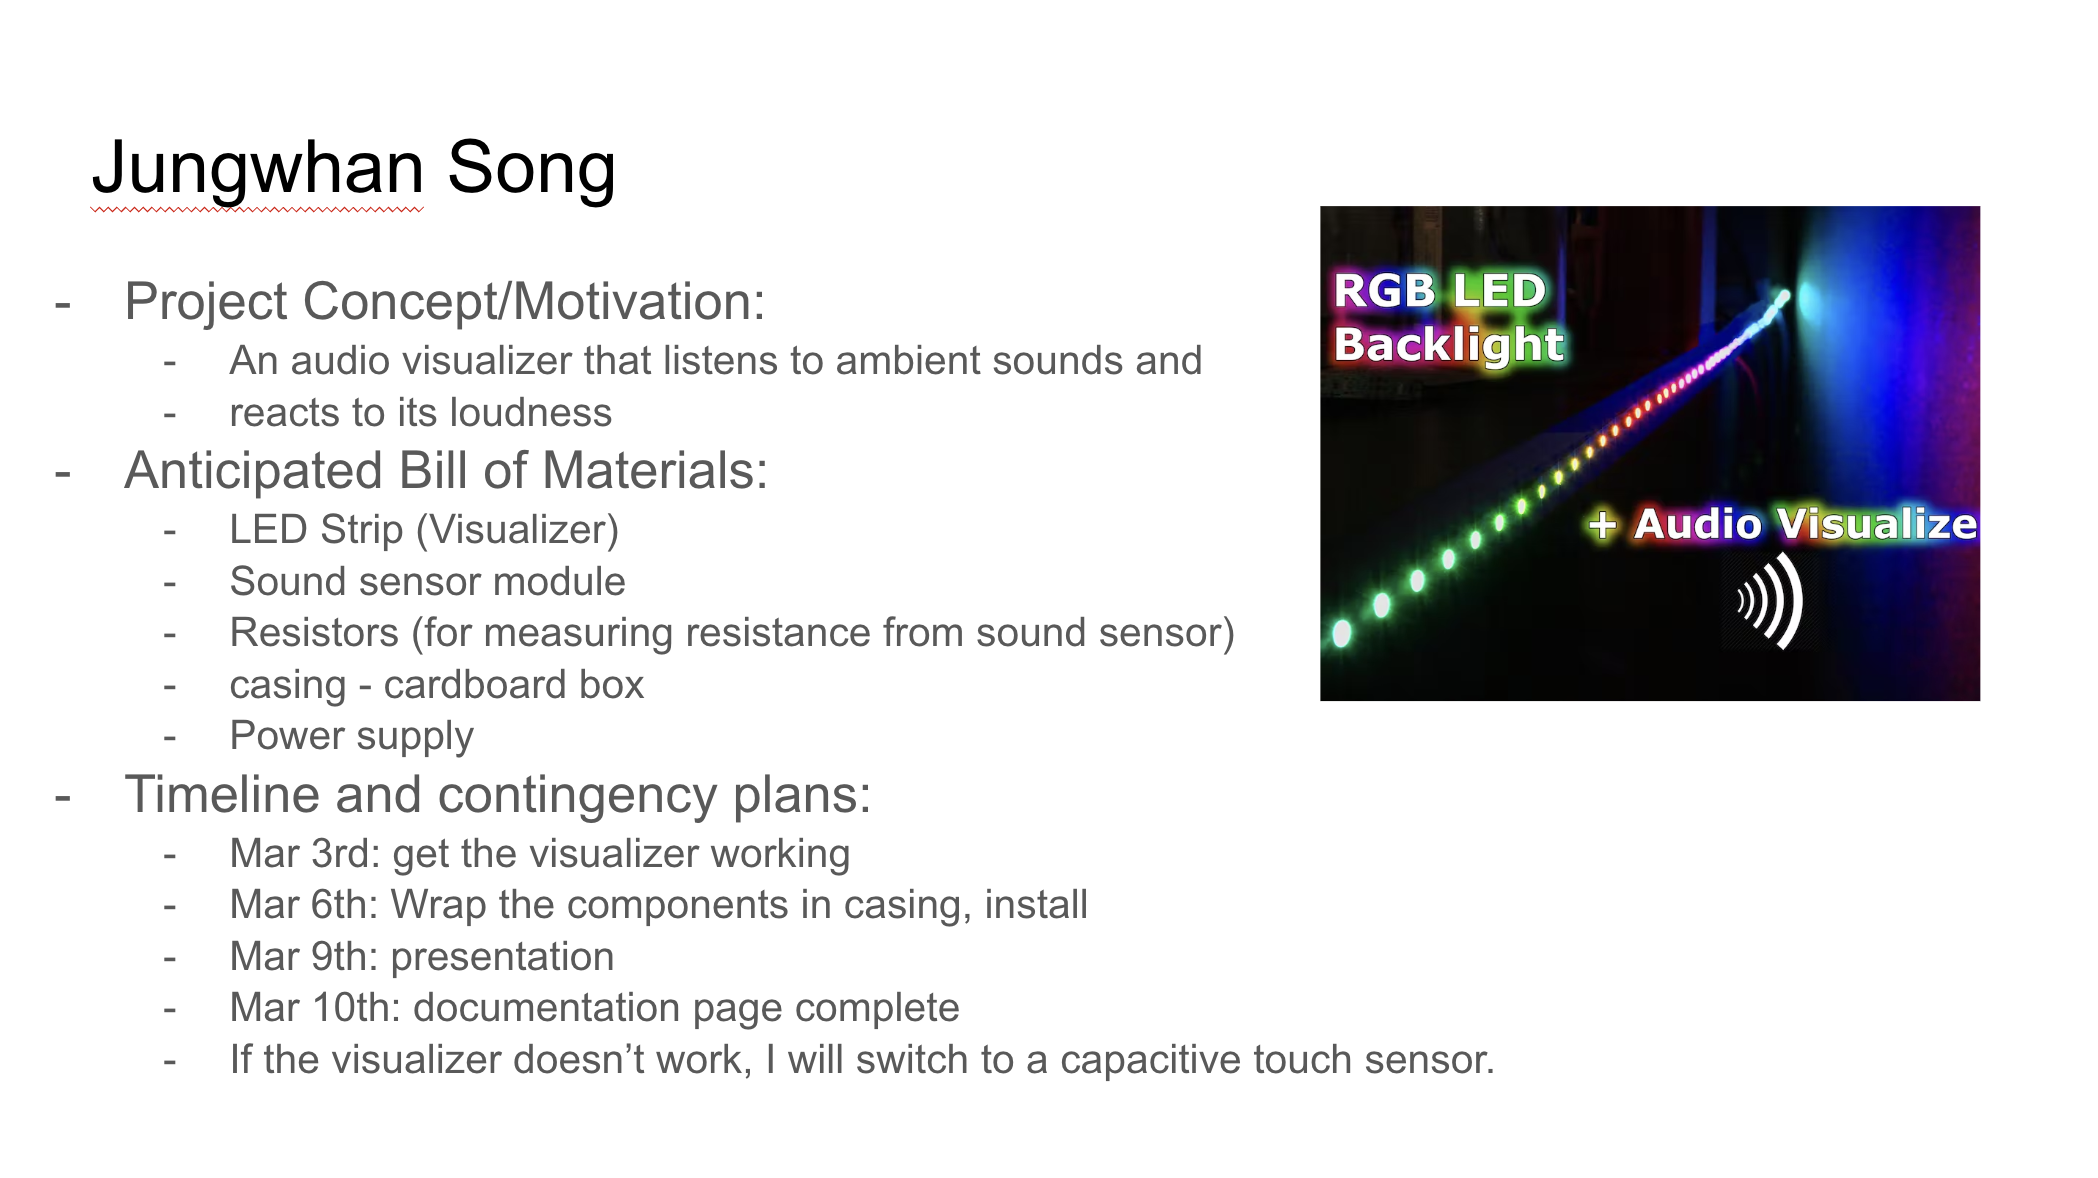 Jungwhan Song
- Project Concept/Motivation:
- An audio visualizer that listens to ambient sounds and
- reacts to its loudness
- Anticipated Bill of Materials:
- LED Strip (Visualizer)
- Sound sensor module
- Resistors (for measuring resistance from sound sensor)
- casing - cardboard box
- Power supply
- Timeline and contingency plans:
- Mar 3rd: get the visualizer working
- Mar 6th: Wrap the components in casing, install
- Mar 9th: presentation
- Mar 10th: documentation page complete
- If the visualizer doesn’t work, I will switch to a capacitive touch sensor.
RGB LED
Backlight
+ Audio Visualize